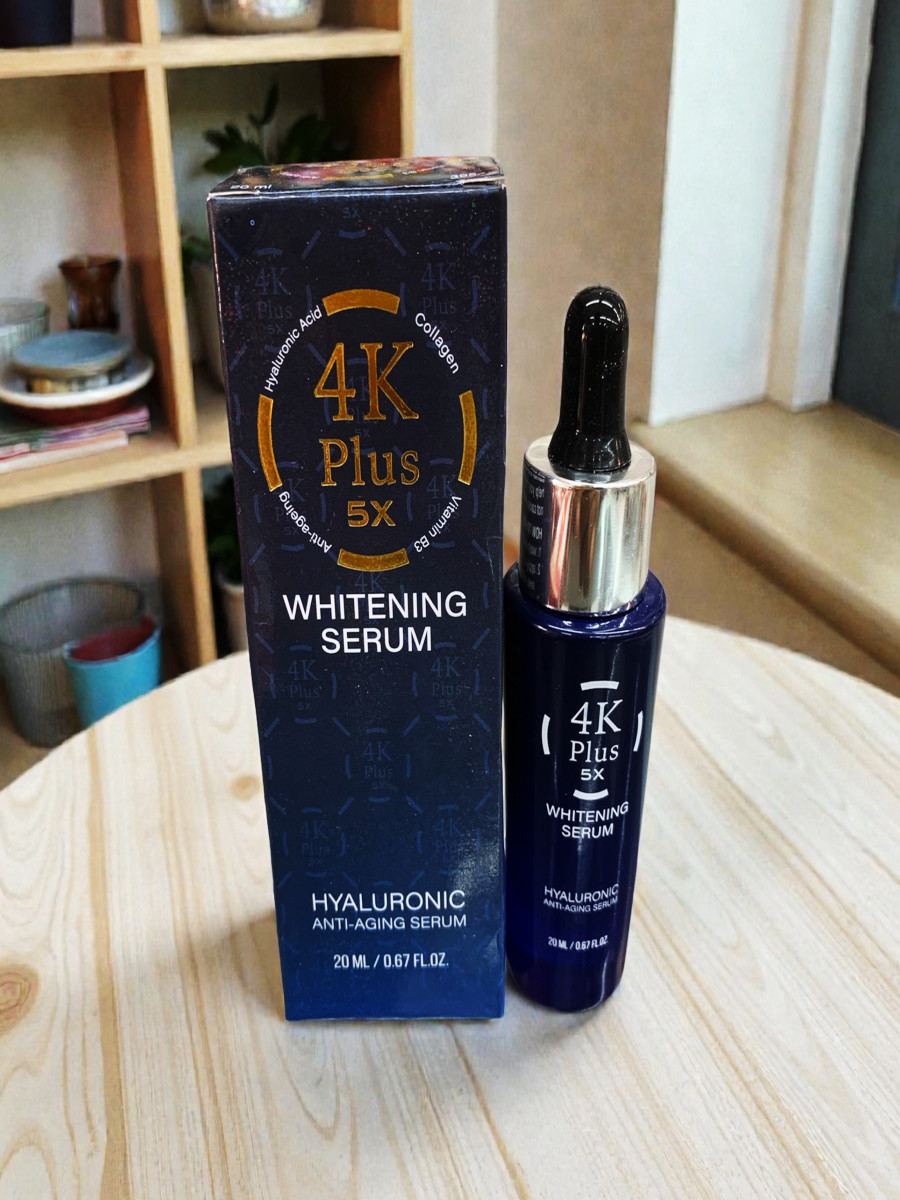 20 ml
Hyaluronic Acid
Collagen
4K
Plus
5X
Anti-ageing
Vitamin B3
WHITENING
SERUM
HYALURONIC
ANTI-AGING SERUM
20 ML / 0.67 FL.OZ.
4K
Plus
5X
WHITENING
SERUM
HYALURONIC
ANTI-AGING SERUM
20 ML / 0.67 FL.OZ.